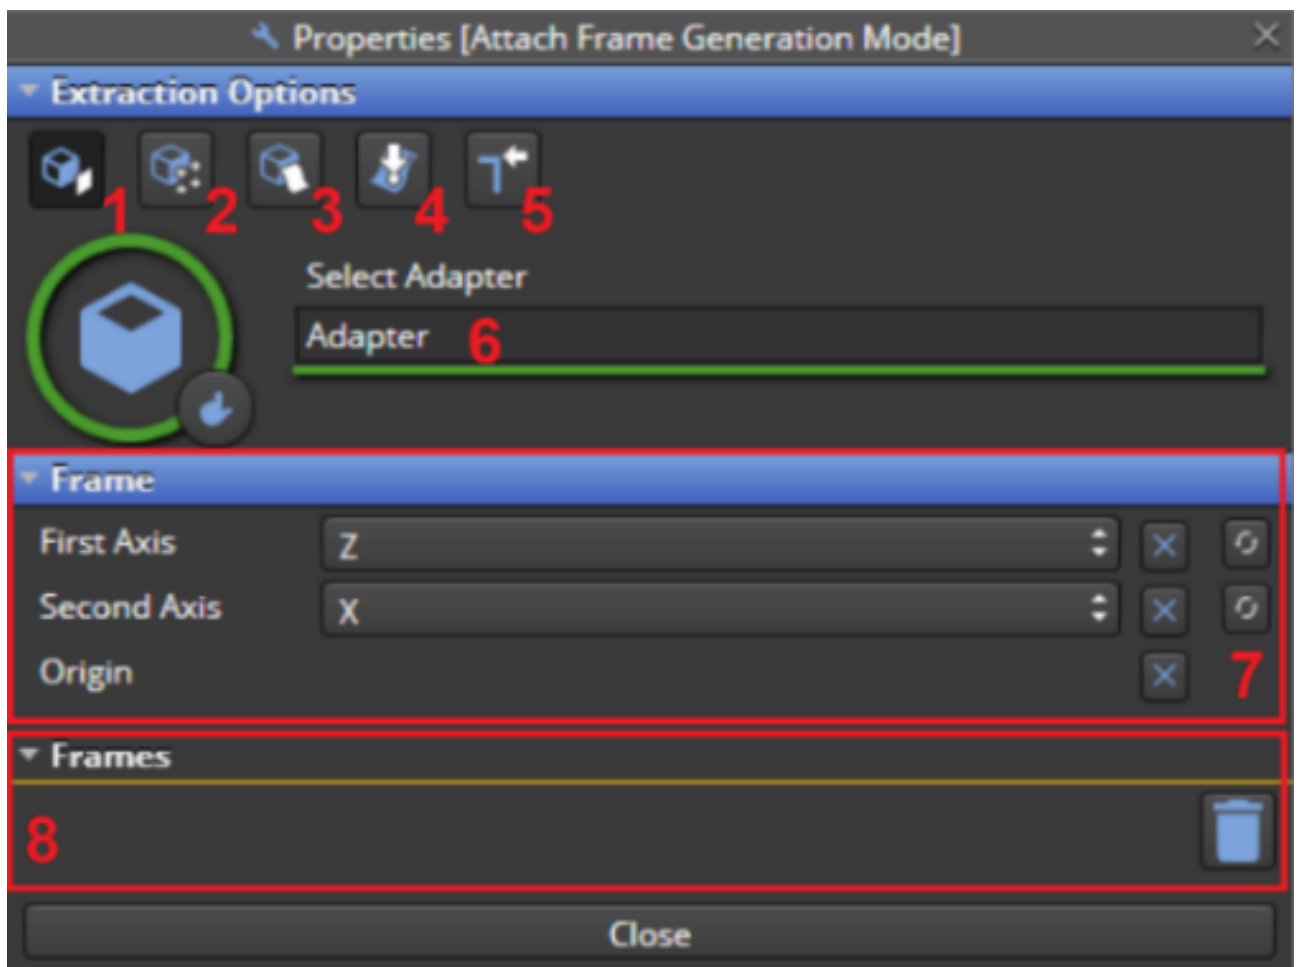 Properties [Attach Frame Generation Mode]
Extraction Options
1 2 3 4 5
Select Adapter
Adapter 6
Frame
First Axis Z
Second Axis X
Origin 7
Frames
8
Close